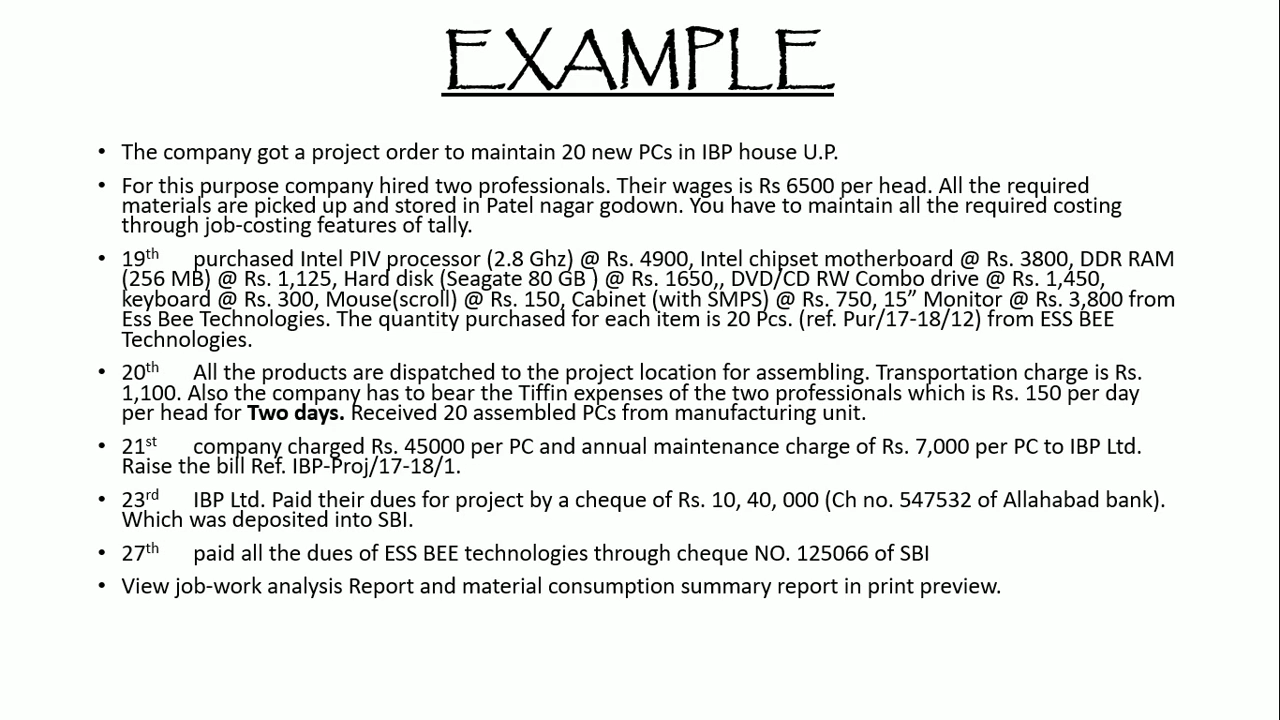 EXAMPLE
• The company got a project order to maintain 20 new PCs in IBP house U.P.
• For this purpose company hired two professionals. Their wages is Rs 6500 per head. All the required
materials are picked up and stored in Patel nagar godown. You have to maintain all the required costing
through job-costing features of tally.
• 19th purchased Intel PIV processor (2.8 Ghz) @ Rs. 4900, Intel chipset motherboard @ Rs. 3800, DDR RAM
(256 MB) @ Rs. 1,125, Hard disk (Seagate 80 GB ) @ Rs. 1650,, DVD/CD RW Combo drive @ Rs. 1,450,
keyboard @ Rs. 300, Mouse(scroll) @ Rs. 150, Cabinet (with SMPS) @ Rs. 750, 15” Monitor @ Rs. 3,800 from
Ess Bee Technologies. The quantity purchased for each item is 20 Pcs. (ref. Pur/17-18/12) from ESS BEE
Technologies.
• 20th All the products are dispatched to the project location for assembling. Transportation charge is Rs.
1,100. Also the company has to bear the Tiffin expenses of the two professionals which is Rs. 150 per day
per head for Two days. Received 20 assembled PCs from manufacturing unit.
• 21st company charged Rs. 45000 per PC and annual maintenance charge of Rs. 7,000 per PC to IBP Ltd.
Raise the bill Ref. IBP-Proj/17-18/1.
• 23rd IBP Ltd. Paid their dues for project by a cheque of Rs. 10, 40, 000 (Ch no. 547532 of Allahabad bank).
Which was deposited into SBI.
• 27th paid all the dues of ESS BEE technologies through cheque NO. 125066 of SBI
• View job-work analysis Report and material consumption summary report in print preview.